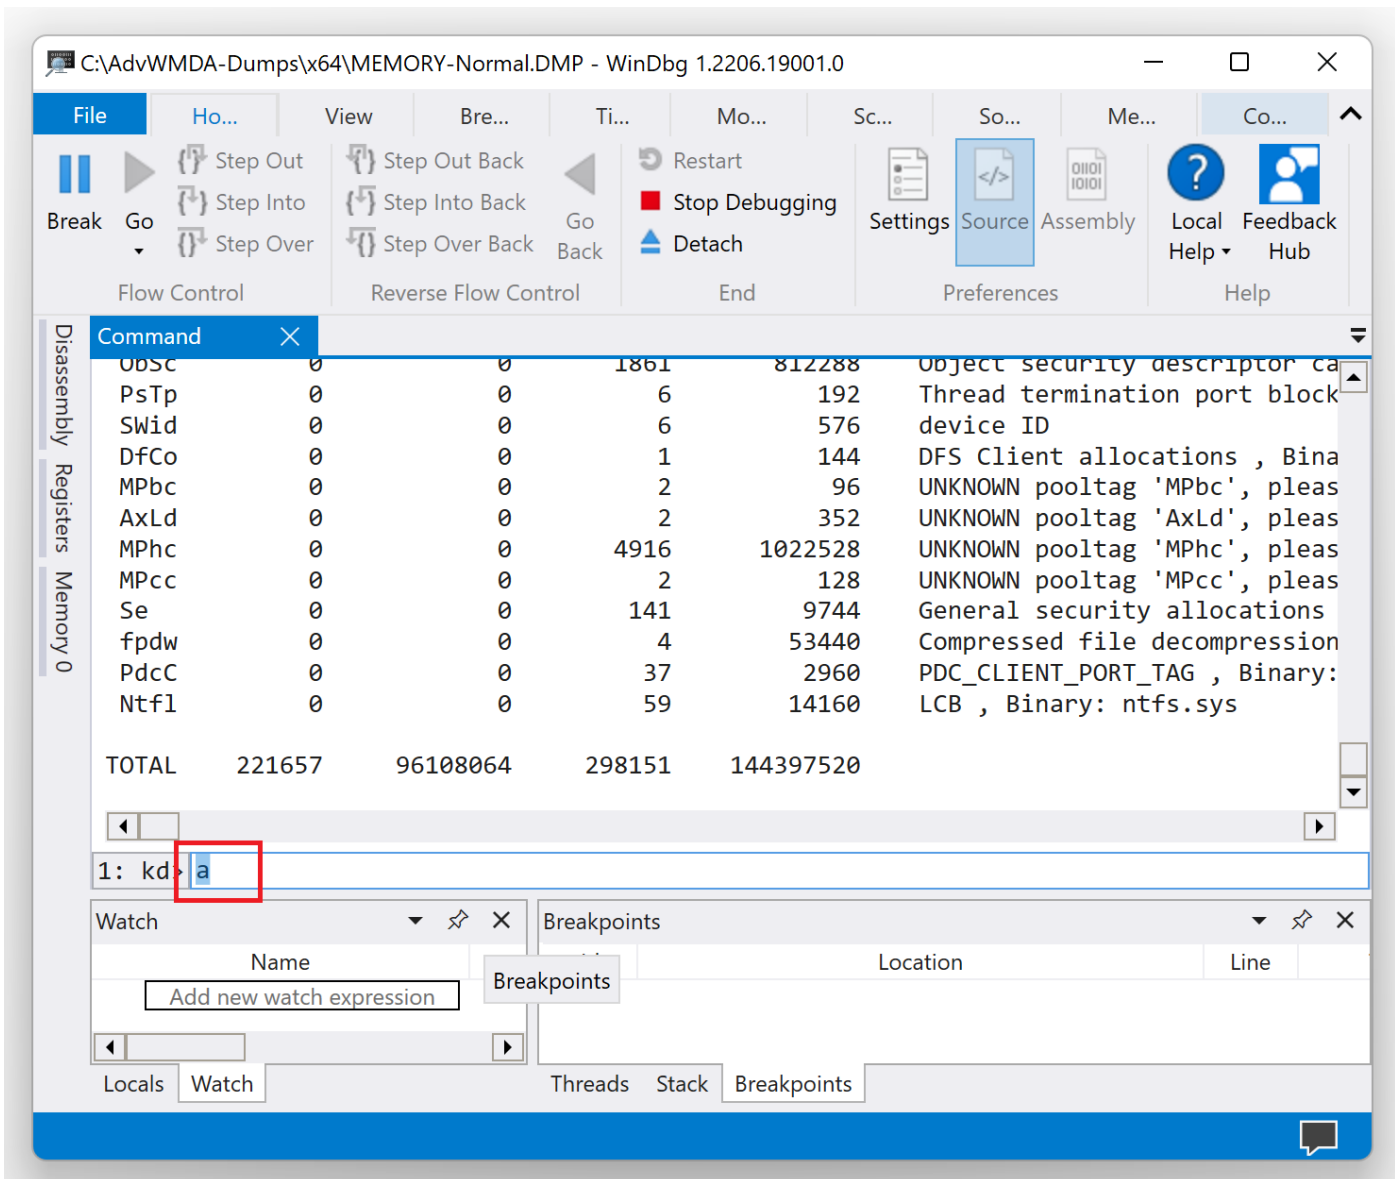 C:\AdvWMDA-Dumps\x64\MEMORY-Normal.DMP - WinDbg 1.2206.19001.0
File Ho... View Bre... Ti... Mo... Sc... So... Me... Co...
Break Go
Step Out
Step Into
Step Over
Flow Control
Step Out Back
Step Into Back
Step Over Back
Go Back
Reverse Flow Control
Restart
Stop Debugging
Detach
End
Settings Source Assembly
Preferences
Local Help Feedback Hub
Help
Disassembly
Registers
Memory 0
Command
ObSc 0 0 1861 812288 Object security descriptor ca
PsTp 0 0 6 192 Thread termination port block
SWid 0 0 6 576 device ID
DfCo 0 0 1 144 DFS Client allocations , Bina
MPbc 0 0 2 96 UNKNOWN pooltag 'MPbc', pleas
AxLd 0 0 2 352 UNKNOWN pooltag 'AxLd', pleas
MPhc 0 0 4916 1022528 UNKNOWN pooltag 'MPhc', pleas
MPcc 0 0 2 128 UNKNOWN pooltag 'MPcc', pleas
Se 0 0 141 9744 General security allocations
fpdw 0 0 4 53440 Compressed file decompression
PdcC 0 0 37 2960 PDC_CLIENT_PORT_TAG , Binary:
Ntfl 0 0 59 14160 LCB , Binary: ntfs.sys
TOTAL 221657 96108064 298151 144397520
1: kd> a
Watch
Name
Add new watch expression
Locals Watch
Breakpoints
Breakpoints
Location Line
Threads Stack Breakpoints